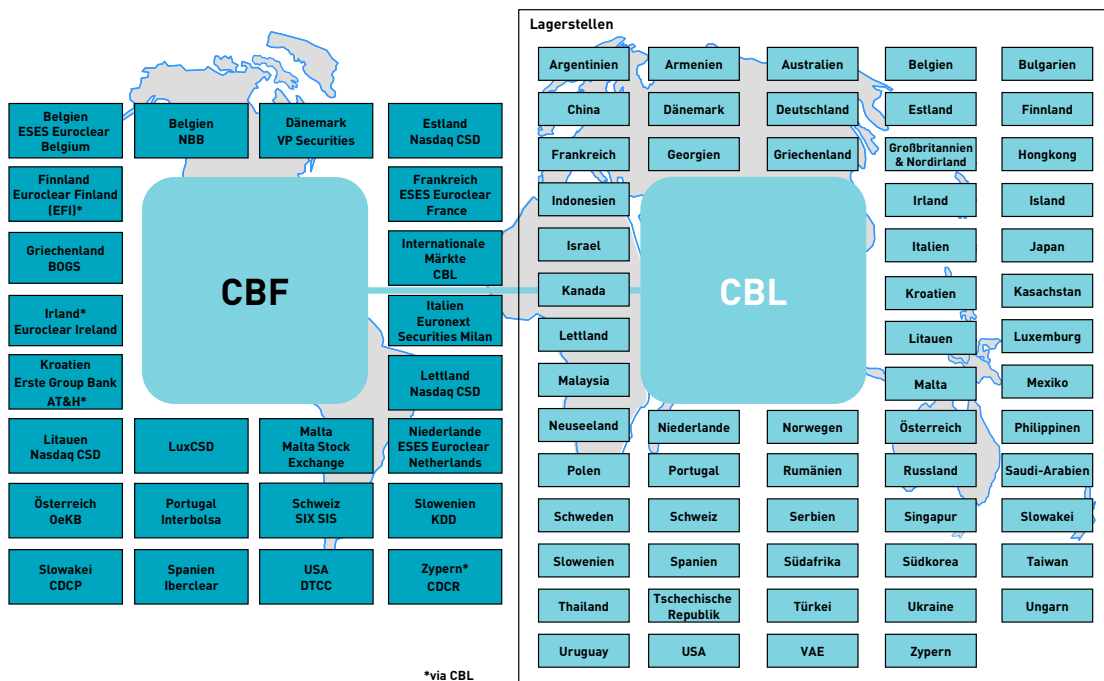 Lagerstellen
Belgien
ESES Euroclear
Belgium
Belgien
NBB
Dänemark
VP Securities
Estland
Nasdaq CSD
Finnland
Euroclear Finland
(EFI)*
Frankreich
ESES Euroclear
France
Griechenland
BOGS
Internationale
Märkte
CBL
Irland*
Euroclear Ireland
Italien
Euronext
Securities Milan
Kroatien
Erste Group Bank
AT&H*
Lettland
Nasdaq CSD
CBF
Litauen
Nasdaq CSD
LuxCSD
Malta
Malta Stock
Exchange
Niederlande
ESES Euroclear
Netherlands
Österreich
OeKB
Portugal
Interbolsa
Schweiz
SIX SIS
Slowenien
KDD
Slowakei
CDCP
Spanien
Iberclear
USA
DTCC
Zypern*
CDCR
*via CBL
Argentinien
Armenien
Australien
Belgien
Bulgarien
China
Dänemark
Deutschland
Estland
Finnland
Frankreich
Georgien
Griechenland
Großbritannien
& Nordirland
Hongkong
Indonesien
Irland
Island
Israel
Italien
Japan
Kanada
CBL
Kroatien
Kasachstan
Lettland
Litauen
Luxemburg
Malaysia
Malta
Mexiko
Neuseeland
Niederlande
Norwegen
Österreich
Philippinen
Polen
Portugal
Rumänien
Russland
Saudi-Arabien
Schweden
Schweiz
Serbien
Singapur
Slowakei
Slowenien
Spanien
Südafrika
Südkorea
Taiwan
Thailand
Tschechische
Republik
Türkei
Ukraine
Ungarn
Uruguay
USA
VAE
Zypern